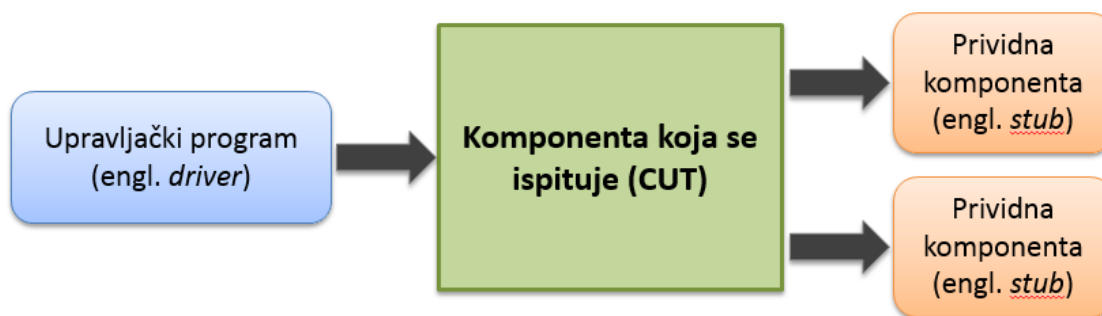 Upravljački program
(engl. driver)
Komponenta koja se
ispituje (CUT)
Prividna
komponenta
(engl. stub)
Prividna
komponenta
(engl. stub)